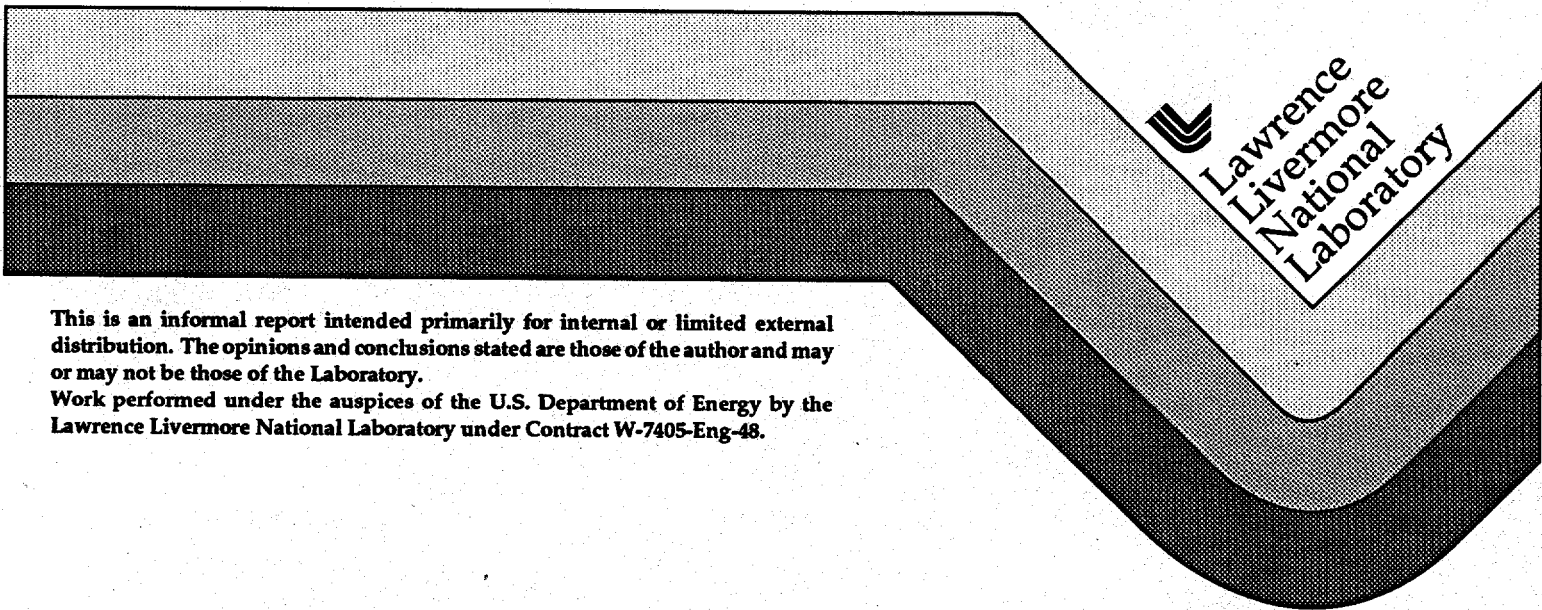 Lawrence
Livermore
National
Laboratory
This is an informal report intended primarily for internal or limited external
distribution. The opinions and conclusions stated are those of the author and may
or may not be those of the Laboratory.
Work performed under the auspices of the U.S. Department of Energy by the
Lawrence Livermore National Laboratory under Contract W-7405-Eng-48.